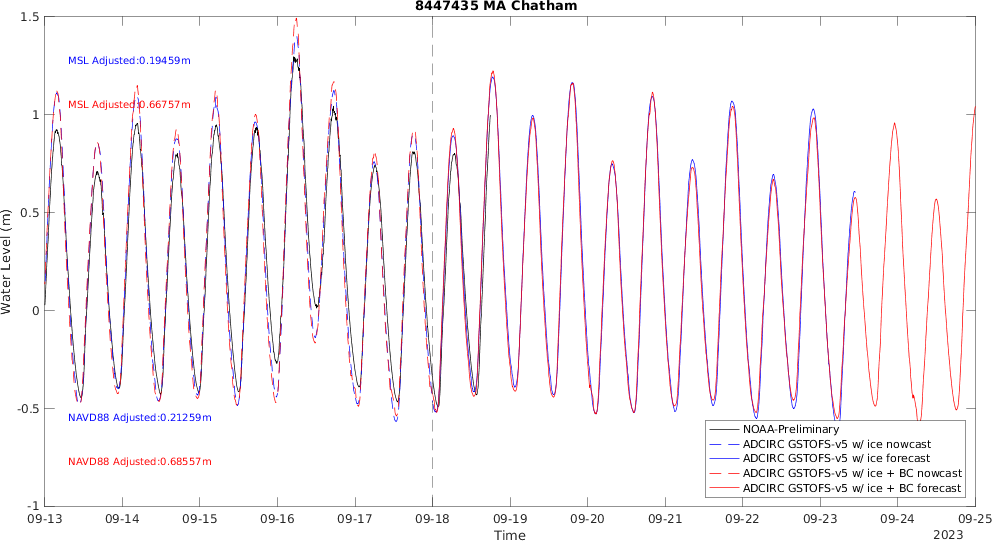 8447435 MA Chatham
1.5
MSL Adjusted:0.19459m
MSL Adjusted:0.66757m
1
0.5
Water Level (m)
0
-0.5
NAVD88 Adjusted:0.21259m
NAVD88 Adjusted:0.68557m
NOAA-Preliminary
ADCIRC GSTOFS-v5 w/ ice nowcast
ADCIRC GSTOFS-v5 w/ ice forecast
ADCIRC GSTOFS-v5 w/ ice + BC nowcast
ADCIRC GSTOFS-v5 w/ ice + BC forecast
-1
09-13 09-14 09-15 09-16 09-17 09-18 09-19 09-20 09-21 09-22 09-23 09-24 09-25
Time 2023